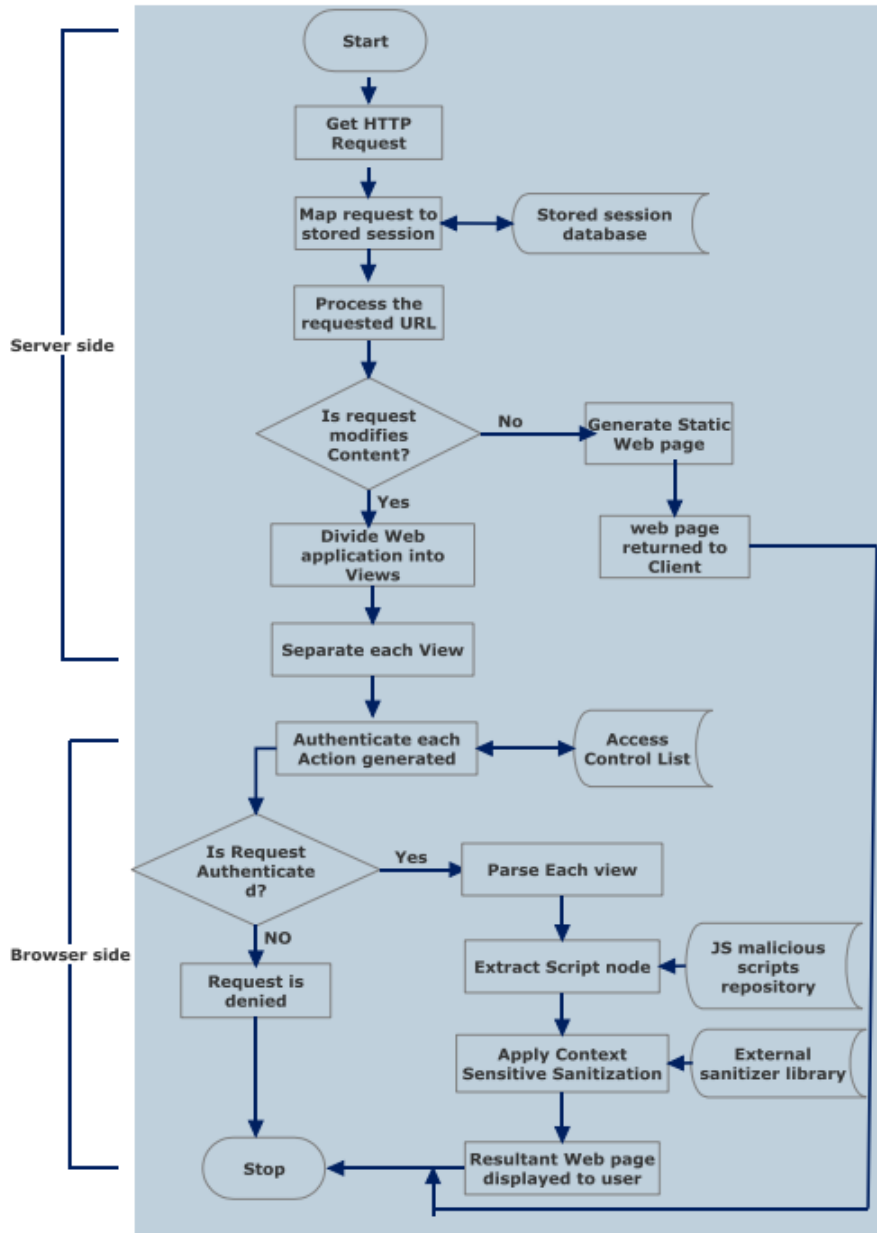 Start
Get HTTP
Request
Map request to
stored session
Stored session
database
Process the
requested URL
Server side
Is request
modifies
Content?
No
Generate Static
Web page
Yes
web page
returned to
Client
Divide Web
application into
Views
Separate each View
Authenticate each
Action generated
Access
Control List
Is Request
Authenticate
d?
Yes
Parse Each view
NO
Browser side
Request is
denied
Extract Script node
JS malicious
scripts
repository
Apply Context
Sensitive Sanitization
External
sanitizer library
Stop
Resultant Web page
displayed to user